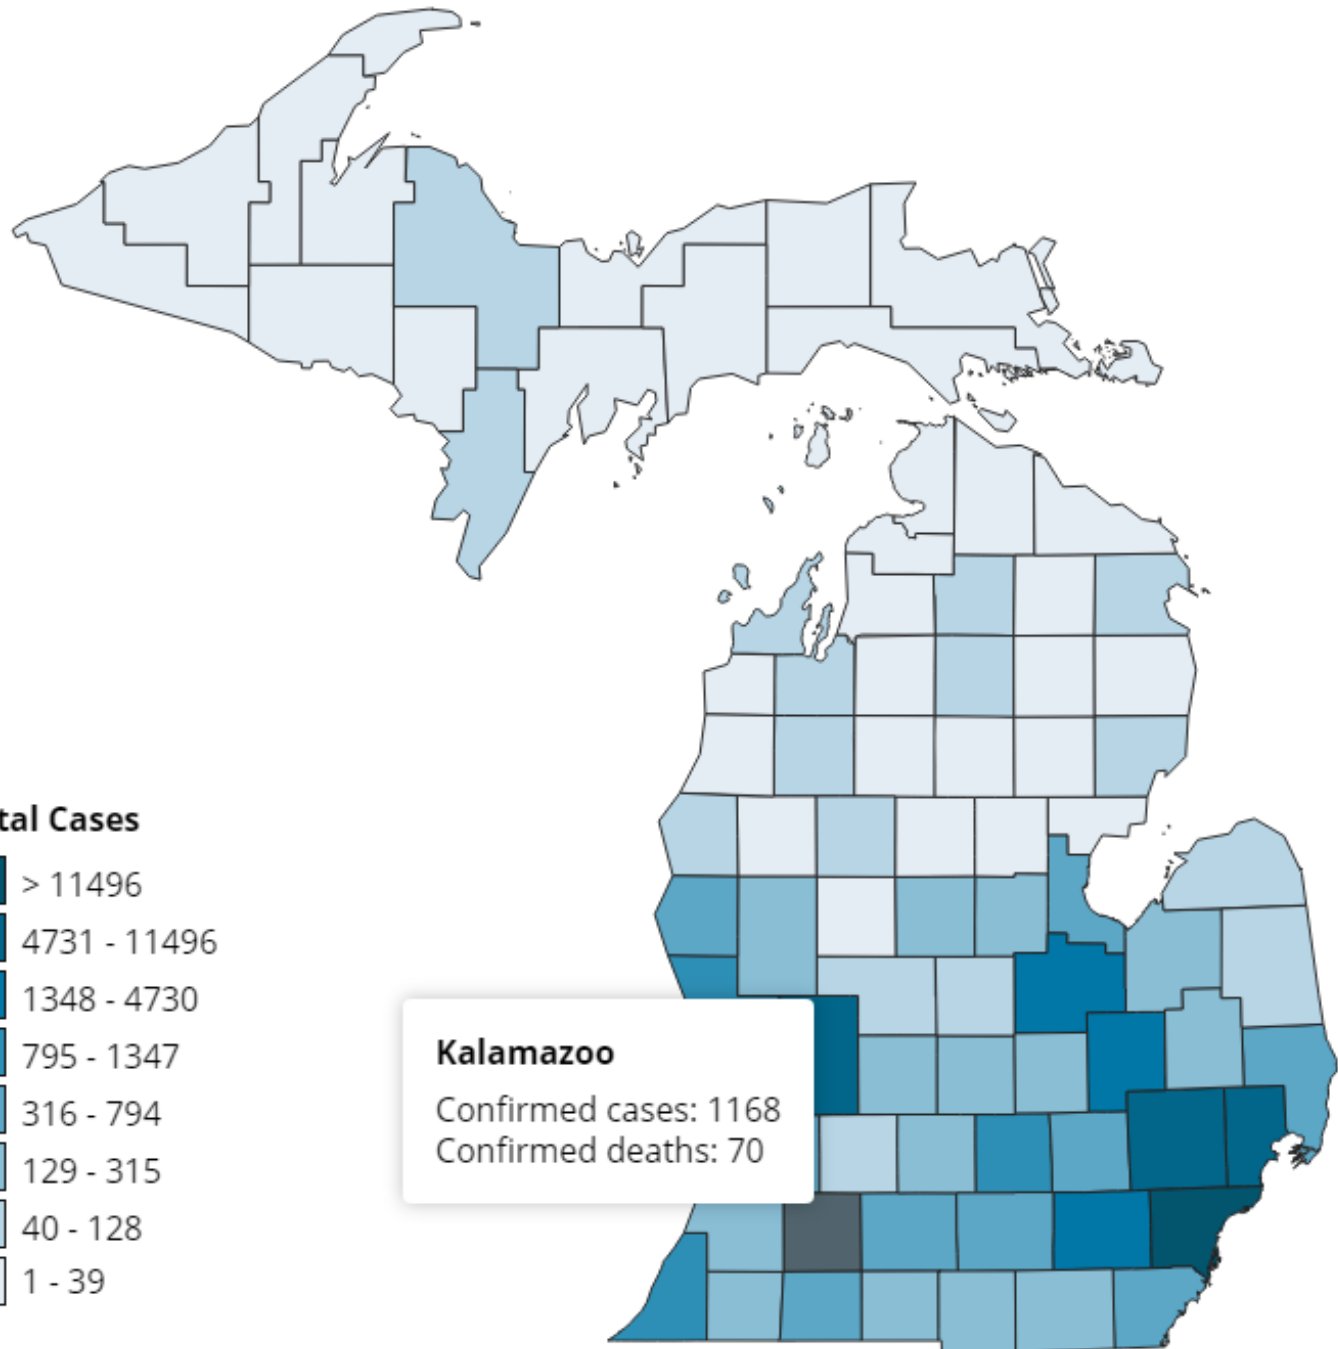 tal Cases
> 11496
4731 - 11496
1348 - 4730
795 - 1347
316 - 794
129 - 315
40 - 128
1 - 39
Kalamazoo
Confirmed cases: 1168
Confirmed deaths: 70